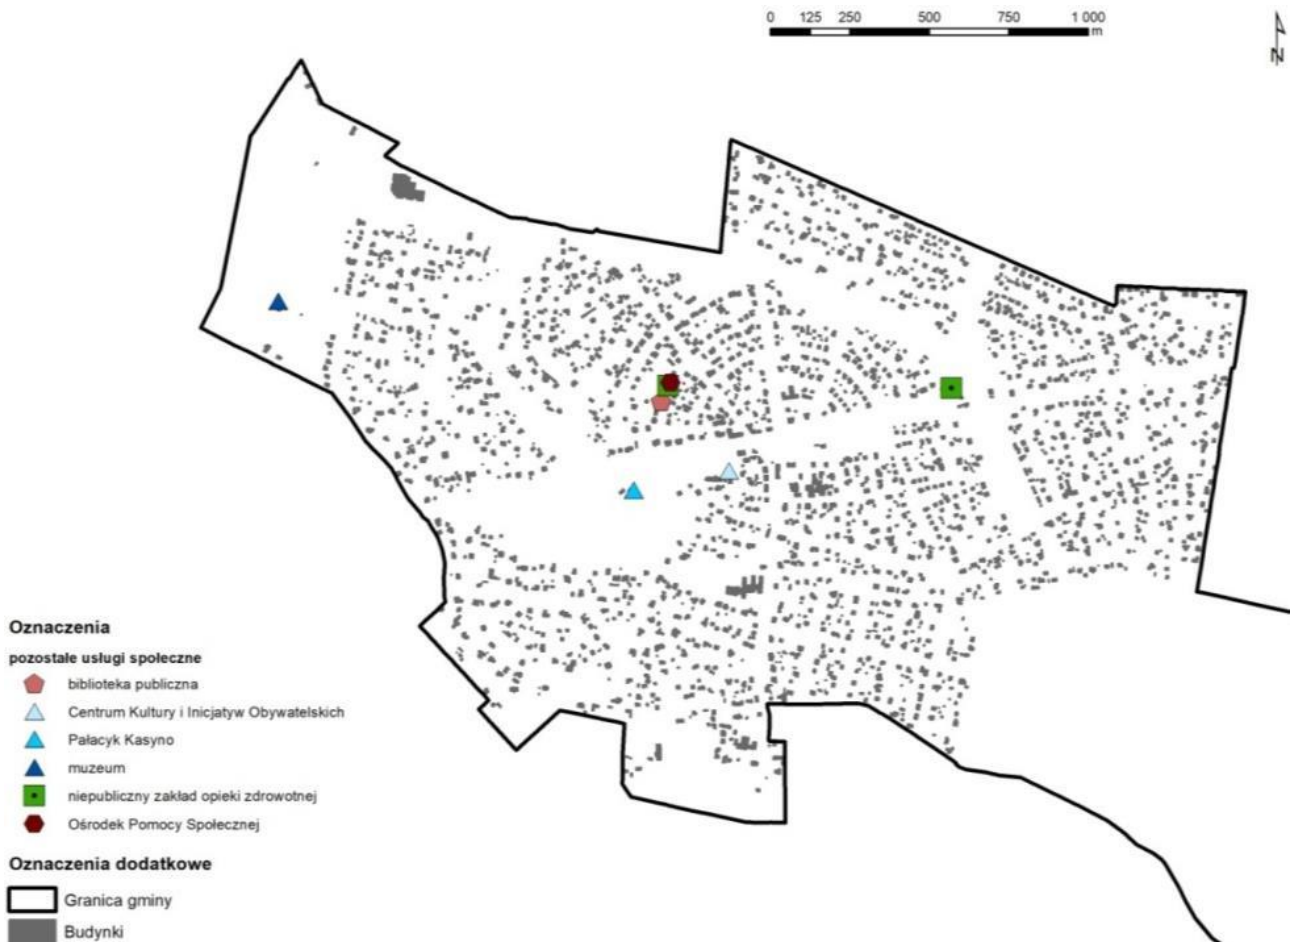 0 125 250 500 750 1 000
m
N
Oznaczenia
pozostałe usługi społeczne
biblioteka publiczna
Centrum Kultury i Inicjatyw Obywatelskich
Pałacyk Kasyno
muzeum
niepubliczny zakład opieki zdrowotnej
Ośrodek Pomocy Społecznej
Oznaczenia dodatkowe
Granica gminy
Budynki